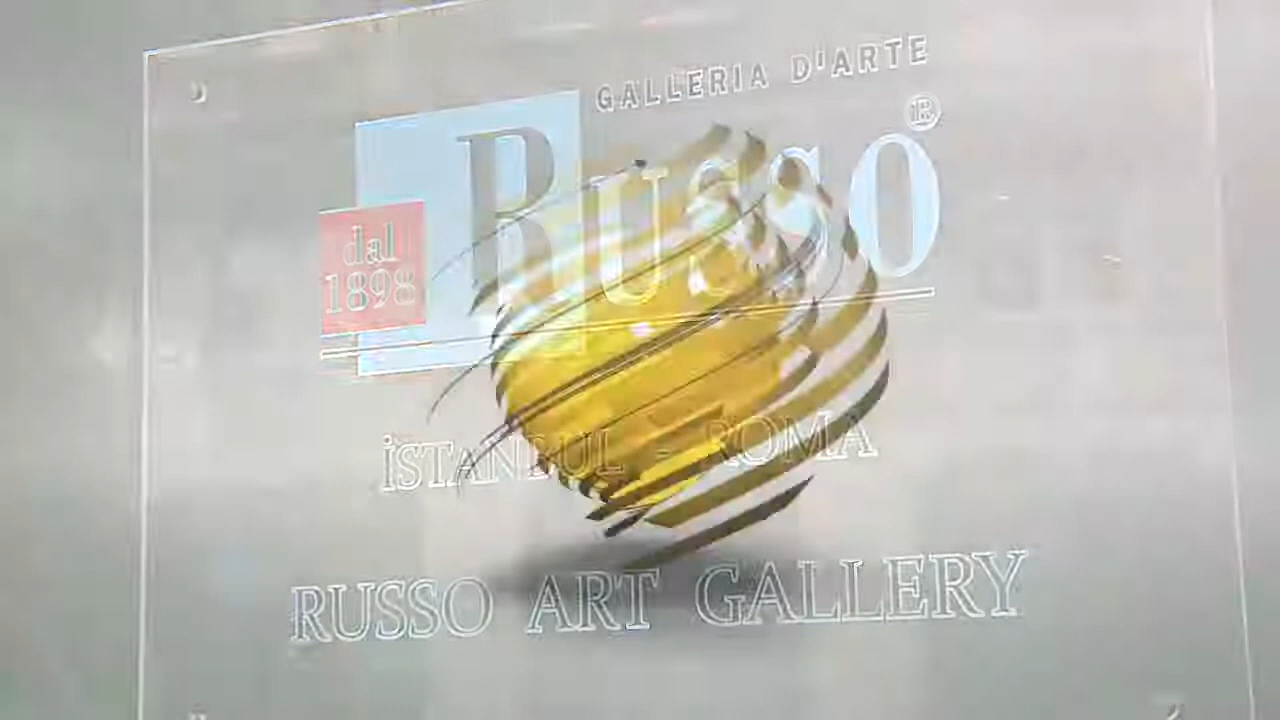 GALLERIA D'ARTE
RUSSO®
dal
1898
İSTANBUL - ROMA
RUSSO ART GALLERY